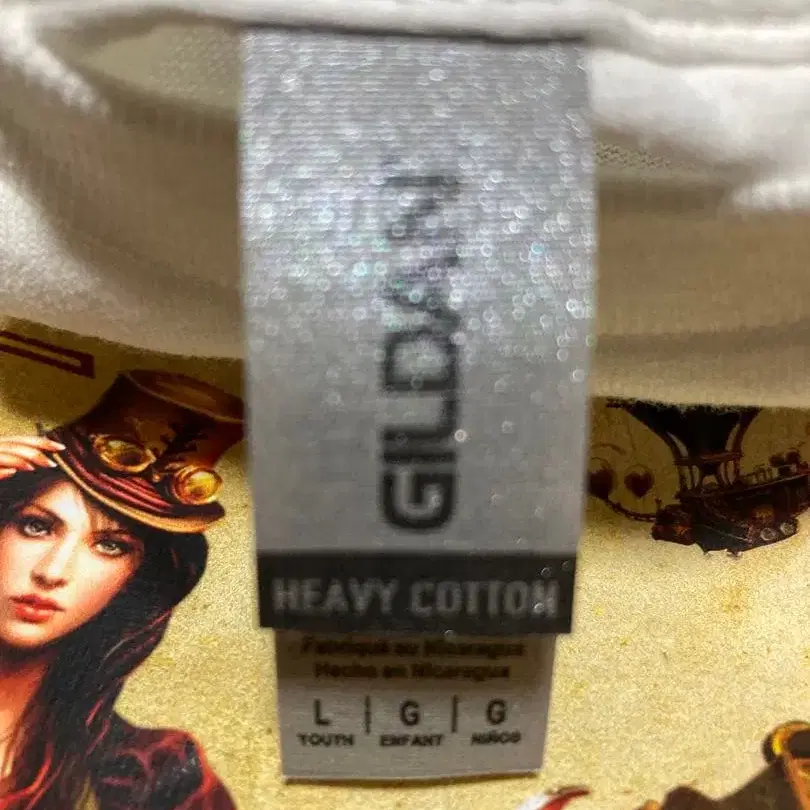 GILDAN
HEAVY COTTON
Fabriqué au Nicaragua
Hecho en Nicaragua
L | G | G
YOUTH ENFANT NIÑOS